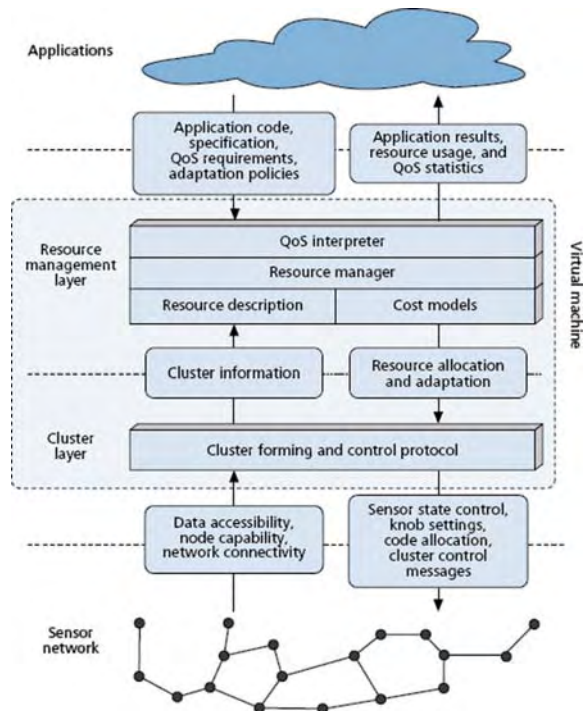 Applications
Application code,
specification,
QoS requirements,
adaptation policies
Application results,
resource usage, and
QoS statistics
Resource
management
layer
QoS interpreter
Resource manager
Resource description
Cost models
Virtual machine
Cluster information
Resource allocation
and adaptation
Cluster
layer
Cluster forming and control protocol
Data accessibility,
node capability,
network connectivity
Sensor state control,
knob settings,
code allocation,
cluster control
messages
Sensor
network